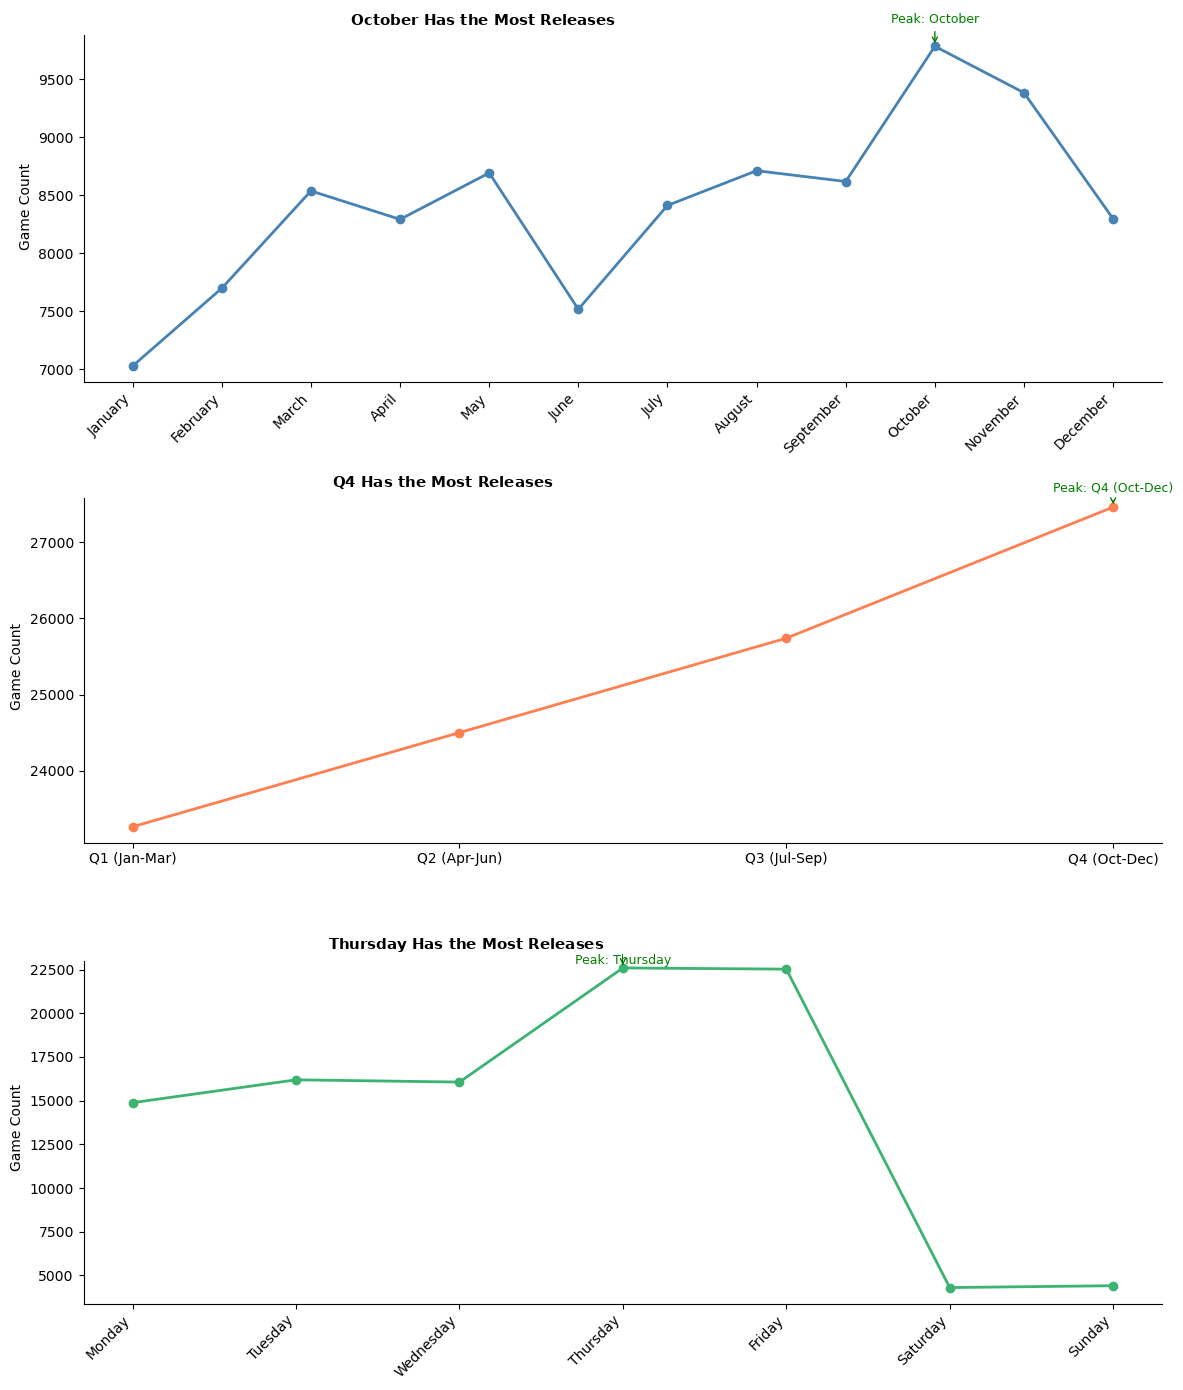 October Has the Most Releases
Peak: October
9500
9000
8500
8000
7500
7000
Game Count
January
February
March
April
May
June
July
August
September
October
November
December
Q4 Has the Most Releases
Peak: Q4 (Oct-Dec)
27000
26000
25000
24000
Game Count
Q1 (Jan-Mar)
Q2 (Apr-Jun)
Q3 (Jul-Sep)
Q4 (Oct-Dec)
Thursday Has the Most Releases
Peak: Thursday
22500
20000
17500
15000
12500
10000
7500
5000
Game Count
Monday
Tuesday
Wednesday
Thursday
Friday
Saturday
Sunday